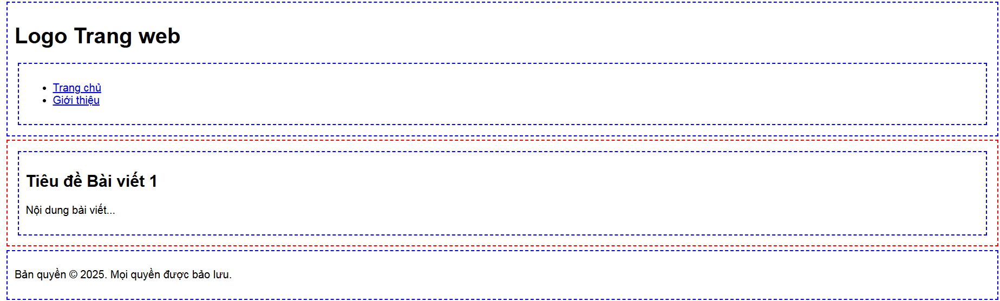 Logo Trang web
Trang chủ
Giới thiệu
Tiêu đề Bài viết 1
Nội dung bài viết...
Bản quyền © 2025. Mọi quyền được bảo lưu.